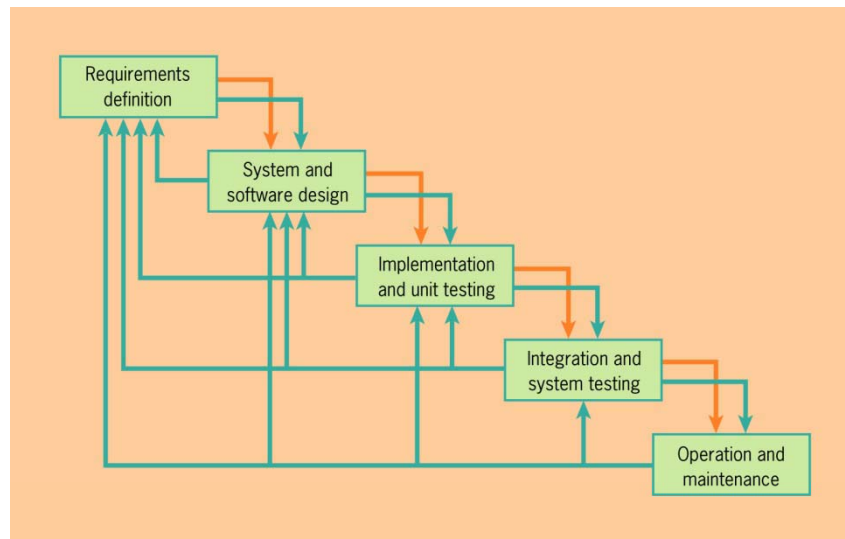 Requirements
definition
System and
software design
Implementation
and unit testing
Integration and
system testing
Operation and
maintenance